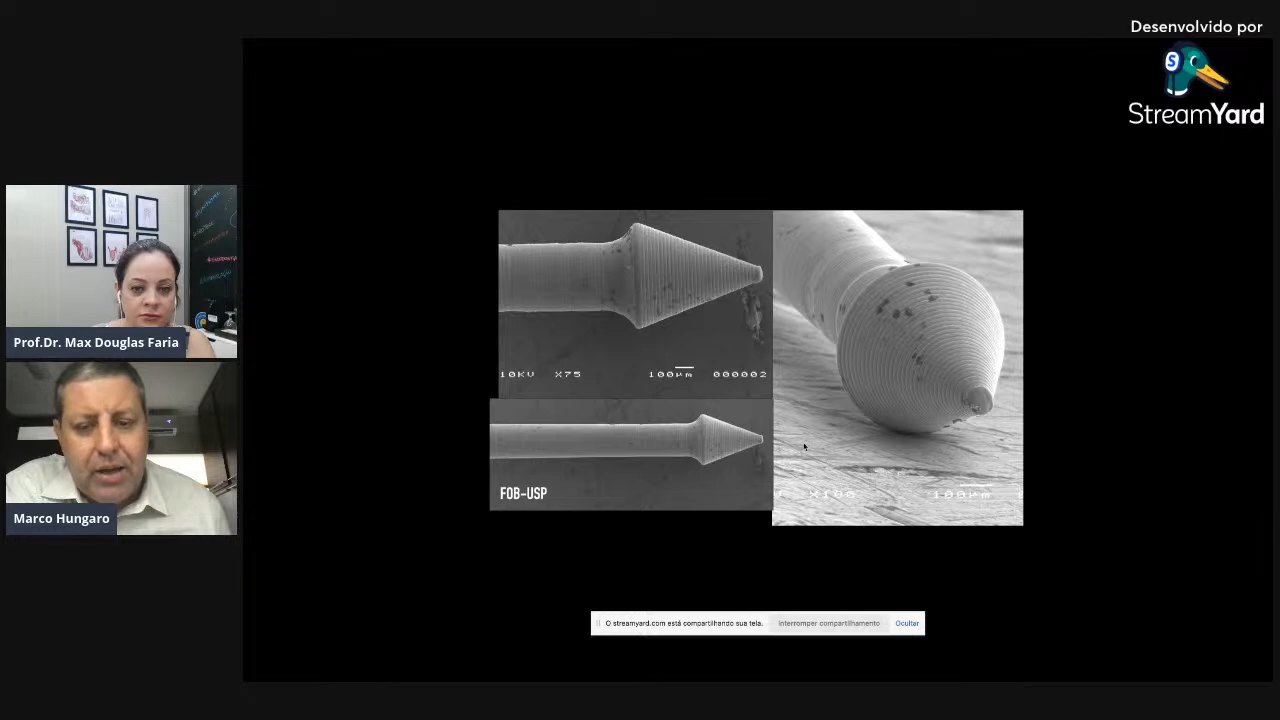 Desenvolvido por
StreamYard
Prof.Dr. Max Douglas Faria
Marco Hungaro
10KV X75 100µm 000002
FOB-USP
X100 100µm
O streamyard.com está compartilhando sua tela. Interromper compartilhamento Ocultar